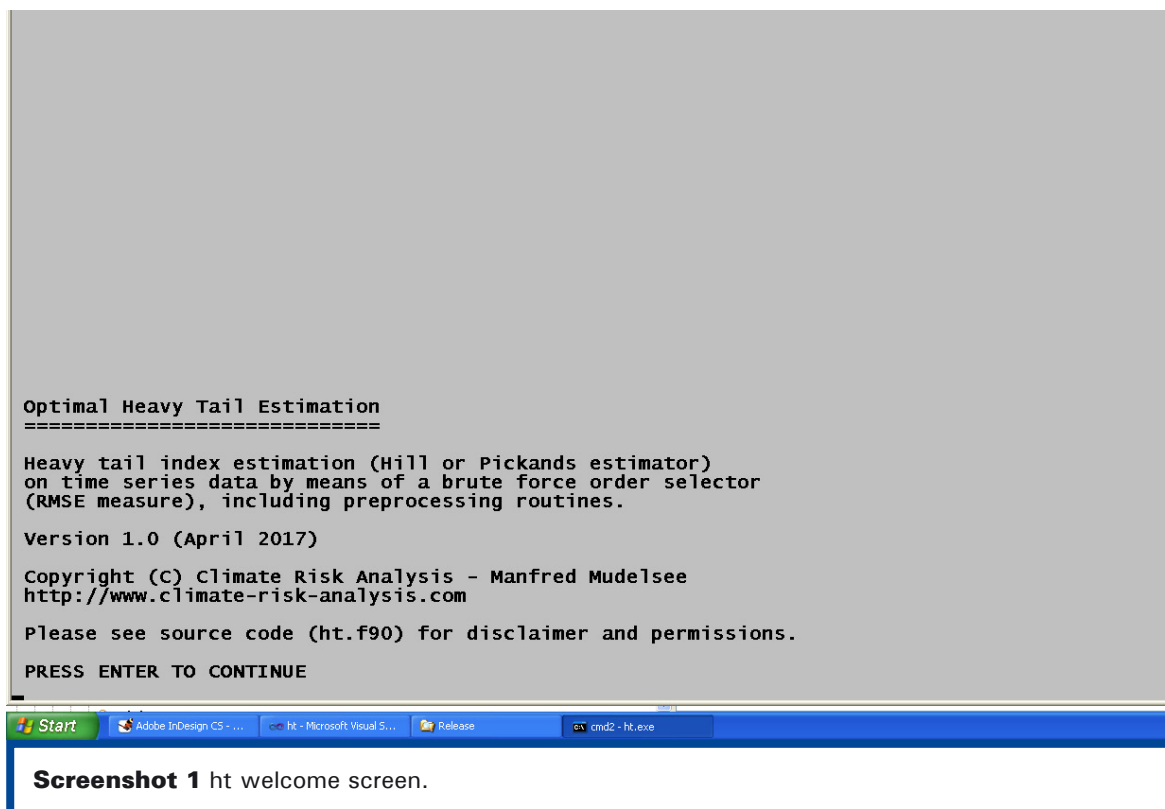 Optimal Heavy Tail Estimation
=============================
Heavy tail index estimation (Hill or Pickands estimator)
on time series data by means of a brute force order selector
(RMSE measure), including preprocessing routines.
Version 1.0 (April 2017)
Copyright (C) Climate Risk Analysis - Manfred Mudelsee
http://www.climate-risk-analysis.com
Please see source code (ht.f90) for disclaimer and permissions.
PRESS ENTER TO CONTINUE
Start Adobe InDesign CS - ... ht - Microsoft Visual S... Release cmd2 - ht.exe
Screenshot 1 ht welcome screen.